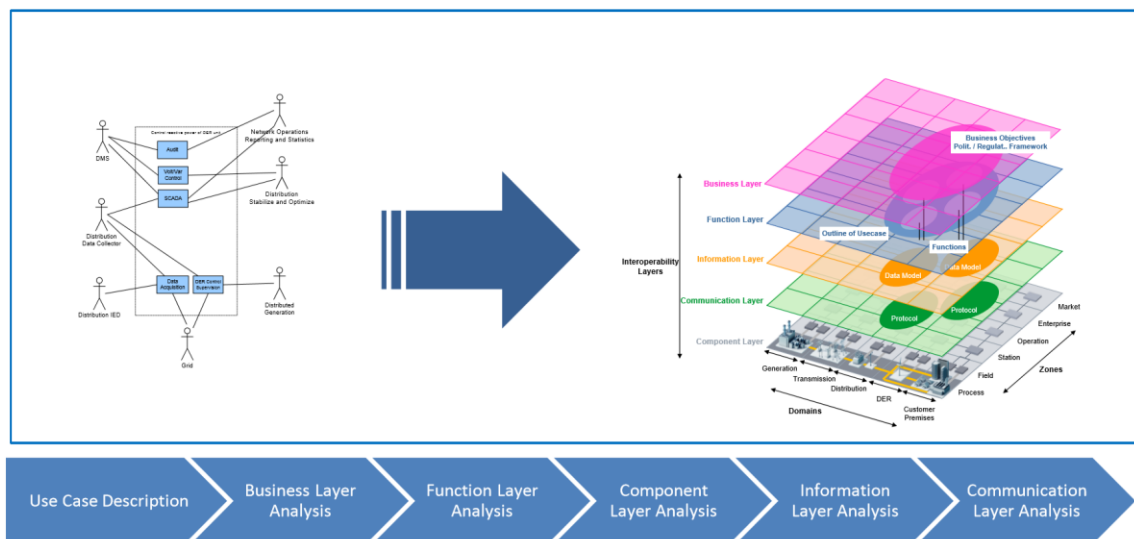 Control reactive power of DER unit
Audit
DMS
Volt/Var
Control
SCADA
Network Operations
Reporting and Statistics
Distribution
Stabilize and Optimize
Distribution
Data Collector
Data
Acquisition
DER Control
Supervision
Distribution IED
Distributed
Generation
Grid
Business Objectives
Polit. / Regulat.. Framework
Business Layer
Function Layer
Outline of Usecase
Functions
Interoperability
Layers
Information Layer
Data Model
Data Model
Communication Layer
Protocol
Protocol
Component Layer
Market
Enterprise
Operation
Station
Field
Process
Zones
Generation
Transmission
Distribution
DER
Customer
Premises
Domains
Use Case Description
Business Layer
Analysis
Function Layer
Analysis
Component
Layer Analysis
Information
Layer Analysis
Communication
Layer Analysis